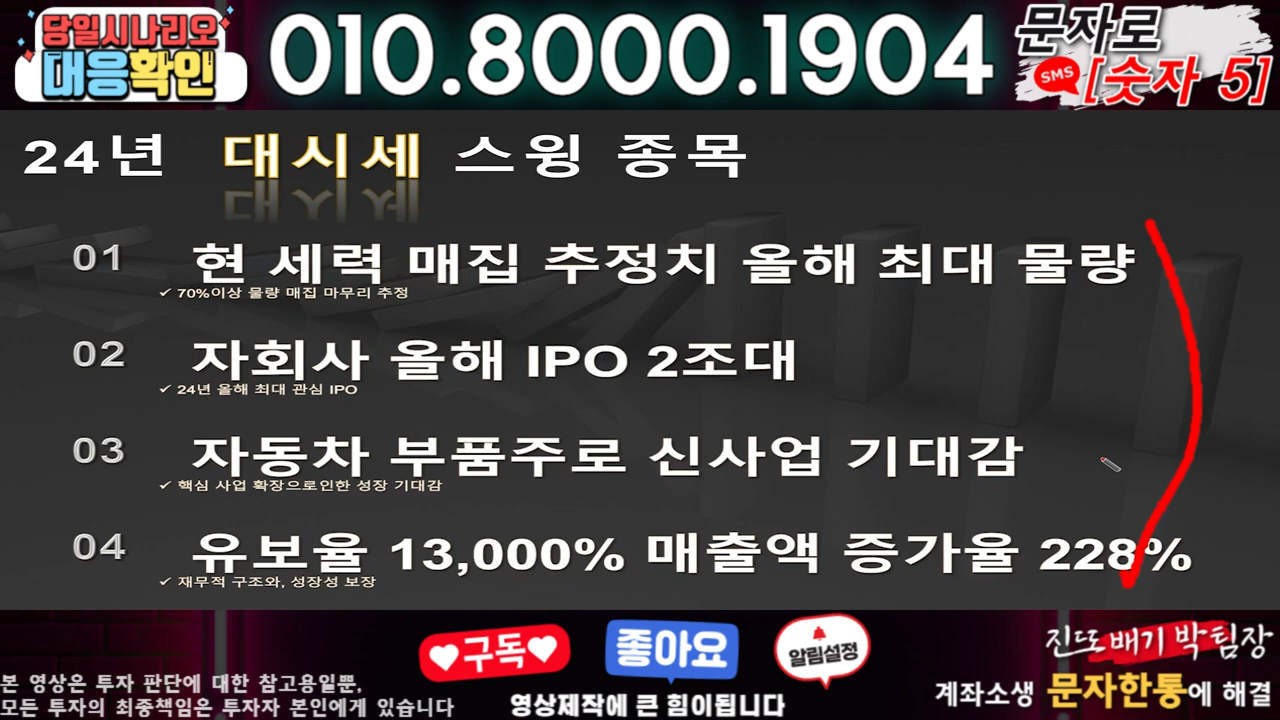 당일시나리오
대응확인
010.8000.1904
문자로
SMS [숫자 5]
24년 대시세 스윙 종목
01 현 세력 매집 추정치 올해 최대 물량
✓ 70%이상 물량 매집 마무리 추정
02 자회사 올해 IPO 2조대
✓ 24년 올해 최대 관심 IPO
03 자동차 부품주로 신사업 기대감
✓ 핵심 사업 확장으로인한 성장 기대감
04 유보율 13,000% 매출액 증가율 228%
✓ 재무적 구조와, 성장성 보장
구독
좋아요
알림설정
영상제작에 큰 힘이됩니다
본 영상은 투자 판단에 대한 참고용일뿐,
모든 투자의 최종책임은 투자자 본인에게 있습니다
진또배기 박팀장
계좌소생 문자한통에 해결